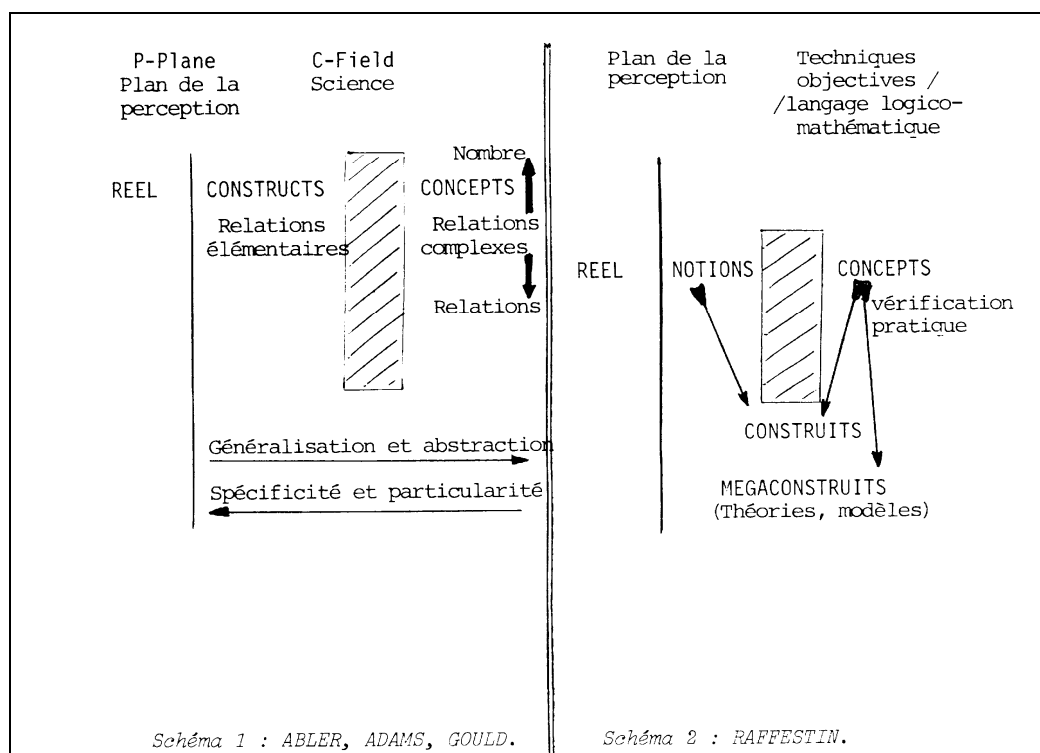 P-Plane
Plan de la
perception
C-Field
Science
REEL
CONSTRUCTS
Relations
élémentaires
Nombre
CONCEPTS
Relations
complexes
Relations
Généralisation et abstraction
Spécificité et particularité
Schéma 1 : ABLER, ADAMS, GOULD.
Plan de la
perception
Techniques
objectives /
/langage logico-
mathématique
REEL
NOTIONS
CONCEPTS
vérification
pratique
CONSTRUITS
MEGACONSTRUITS
(Théories, modèles)
Schéma 2 : RAFFESTIN.